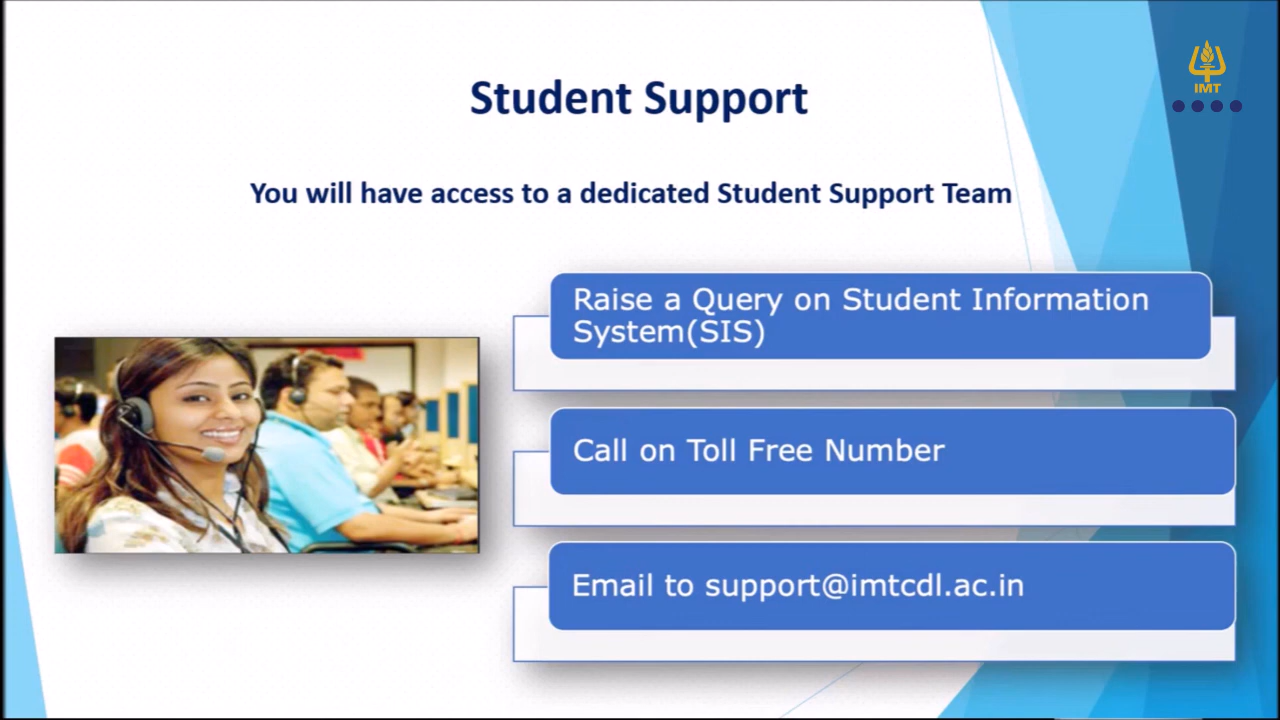 IMT
Student Support
You will have access to a dedicated Student Support Team
Raise a Query on Student Information
System(SIS)
Call on Toll Free Number
Email to support@imtcdl.ac.in